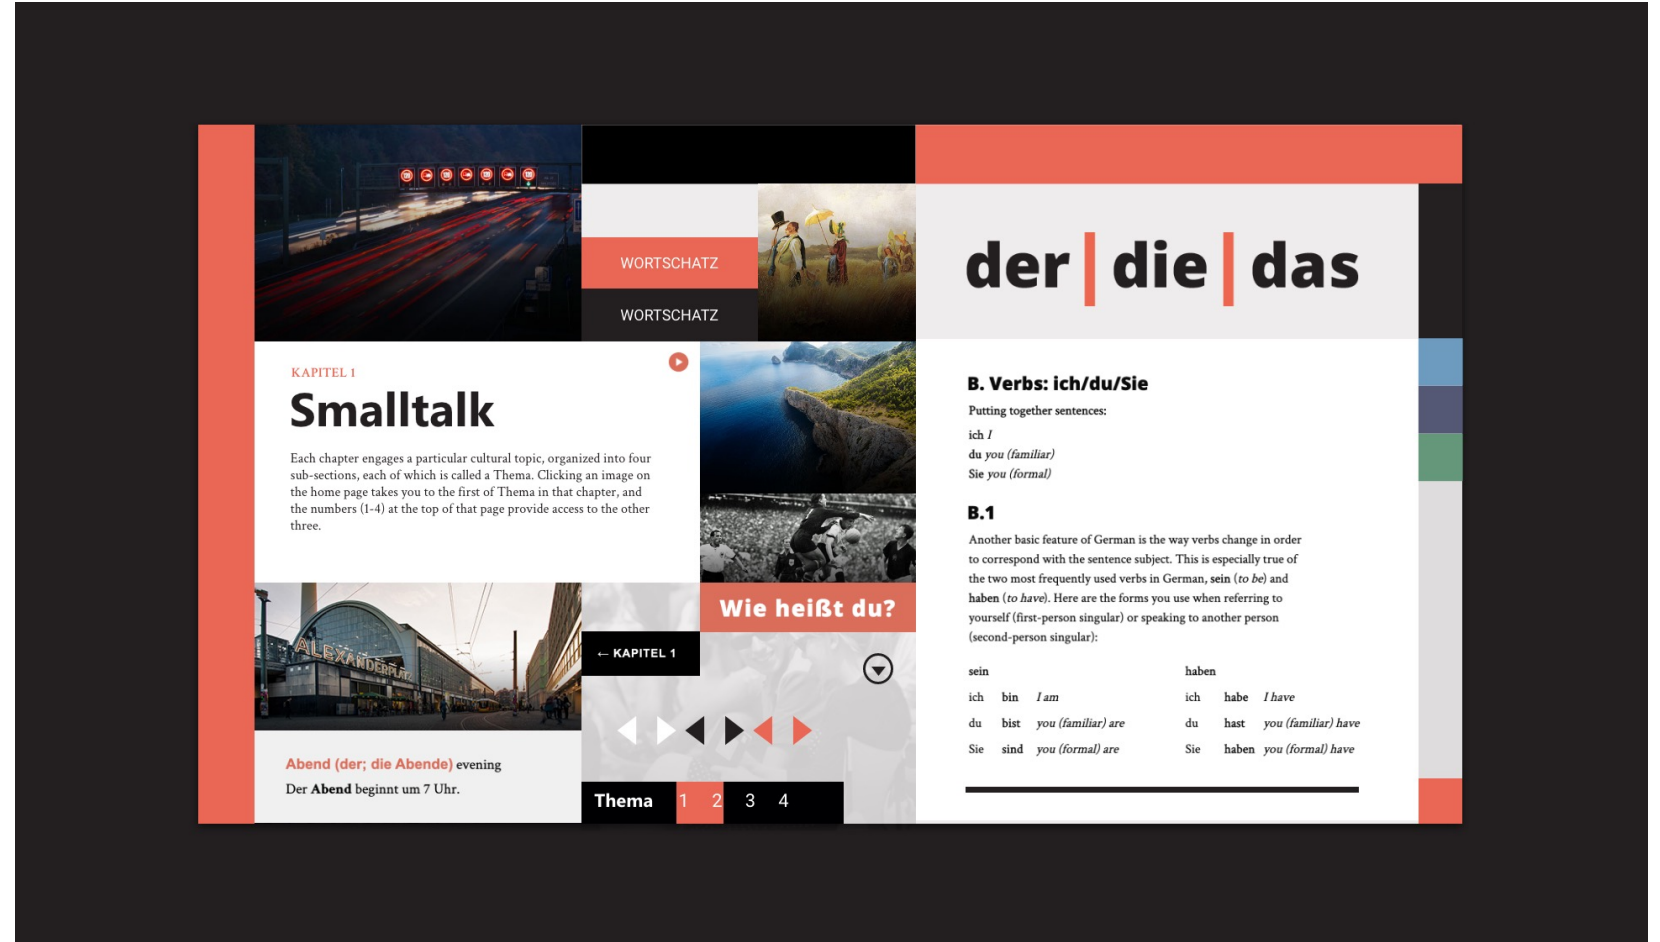 WORTSCHATZ
WORTSCHATZ
KAPITEL 1
Smalltalk
Each chapter engages a particular cultural topic, organized into four
sub-sections, each of which is called a Thema. Clicking an image on
the home page takes you to the first of Thema in that chapter, and
the numbers (1-4) at the top of that page provide access to the other
three.
ALEXANDERPLATZ
Abend (der; die Abende) evening
Der Abend beginnt um 7 Uhr.
Wie heißt du?
← KAPITEL 1
Thema 1 2 3 4
der|die|das
B. Verbs: ich/du/Sie
Putting together sentences:
ich I
du you (familiar)
Sie you (formal)
B.1
Another basic feature of German is the way verbs change in order
to correspond with the sentence subject. This is especially true of
the two most frequently used verbs in German, sein (to be) and
haben (to have). Here are the forms you use when referring to
yourself (first-person singular) or speaking to another person
(second-person singular):
sein haben
ich bin I am ich habe I have
du bist you (familiar) are du hast you (familiar) have
Sie sind you (formal) are Sie haben you (formal) have